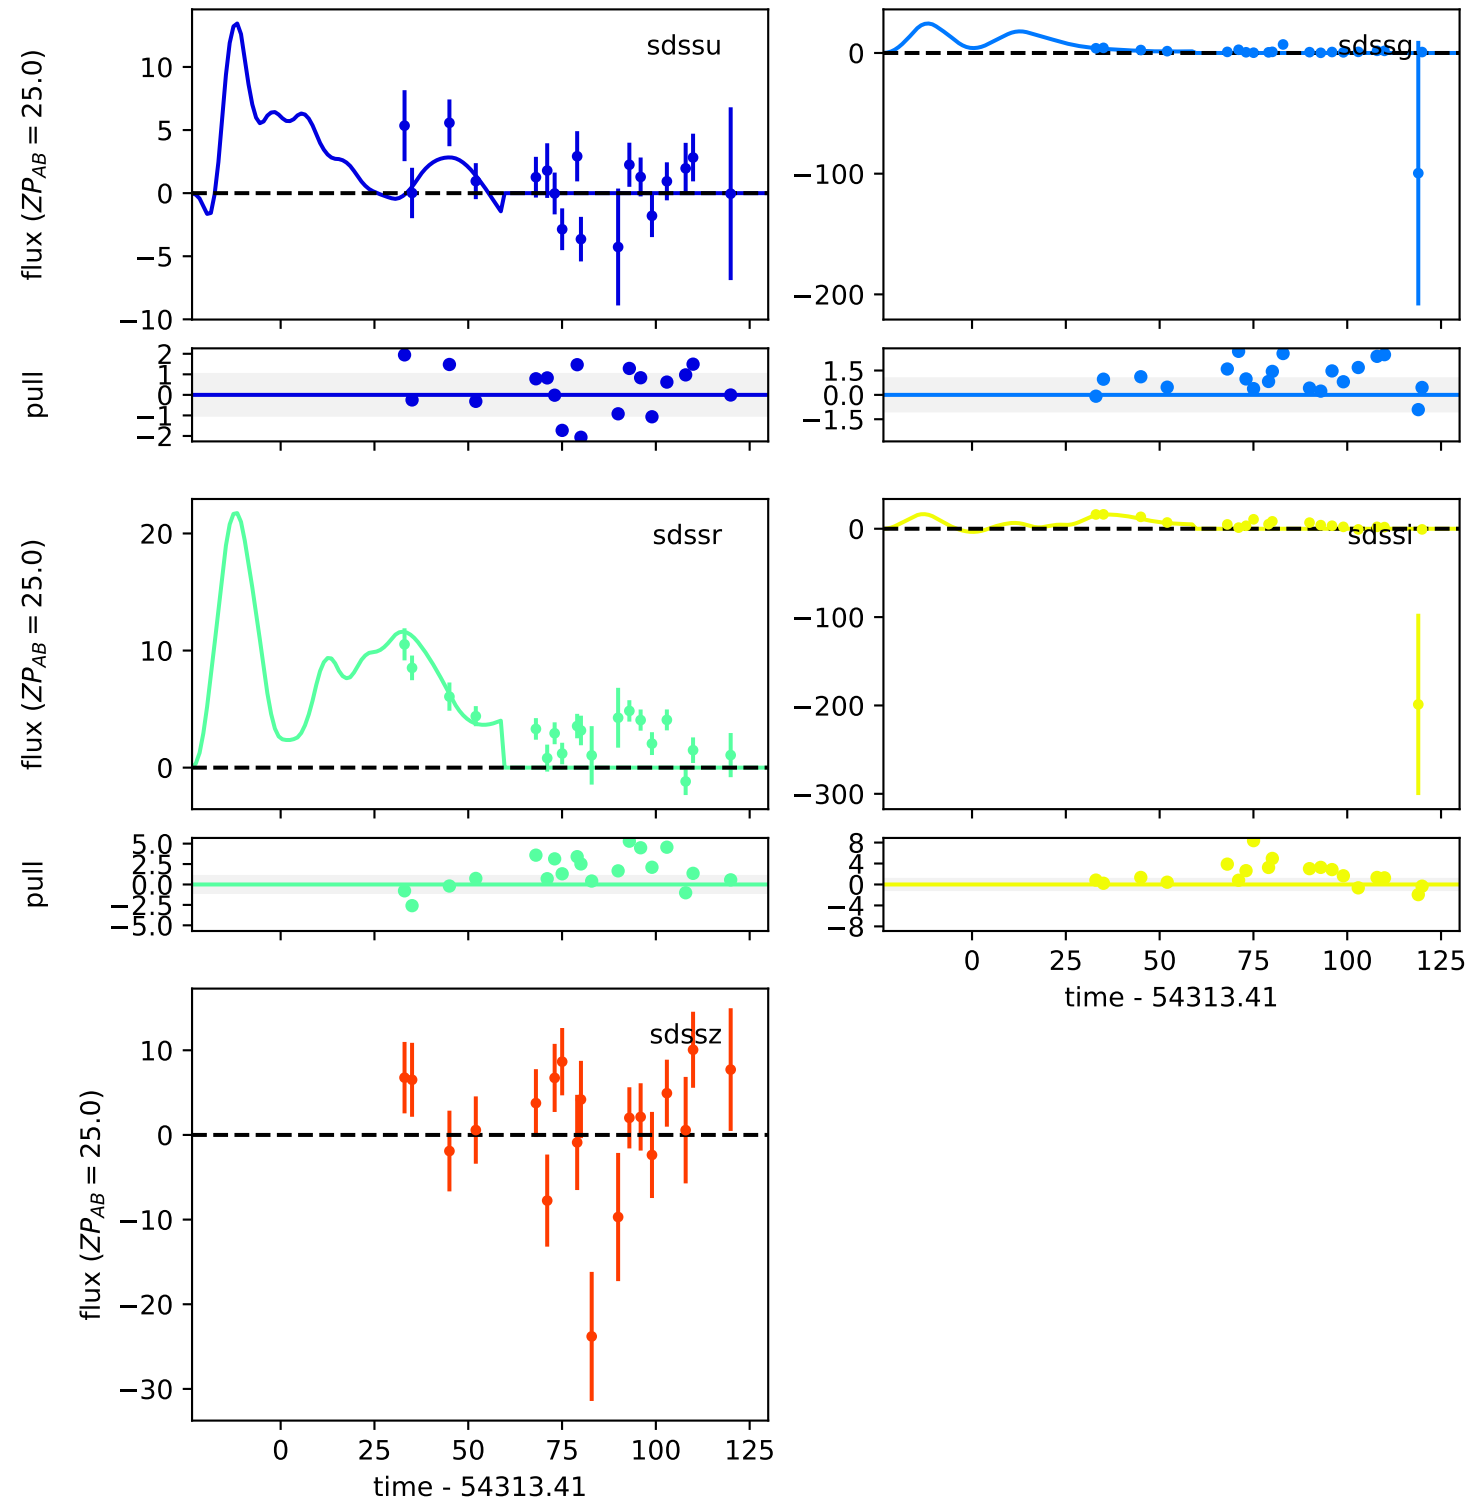 flux (ZP_AB = 25.0)
10
5
0
−5
−10
sdssu
0
−100
−200
sdssg
pull
2
1
0
−1
−2
1.5
0.0
−1.5
flux (ZP_AB = 25.0)
20
10
0
sdssr
0
−100
−200
−300
sdssi
pull
5.0
2.5
0.0
−2.5
−5.0
8
4
0
−4
−8
0 25 50 75 100 125
time - 54313.41
flux (ZP_AB = 25.0)
10
0
−10
−20
−30
sdssz
0 25 50 75 100 125
time - 54313.41